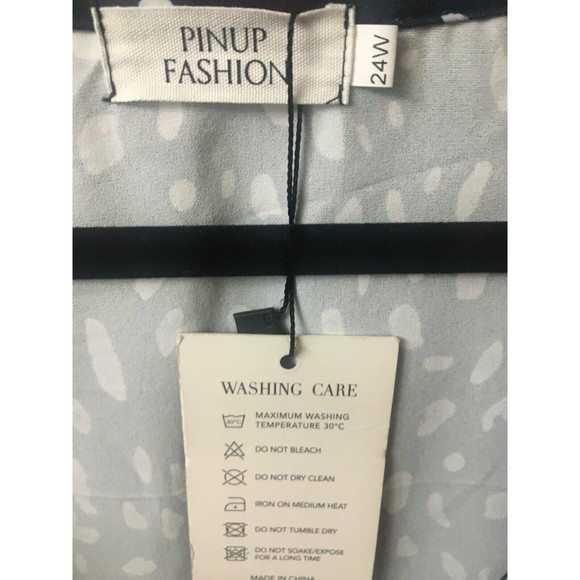 PINUP
FASHION
24W
WASHING CARE
30°C
MAXIMUM WASHING
TEMPERATURE 30°C
DO NOT BLEACH
DO NOT DRY CLEAN
IRON ON MEDIUM HEAT
DO NOT TUMBLE DRY
DO NOT SOAKE/EXPOSE
FOR A LONG TIME
MADE IN CHINA